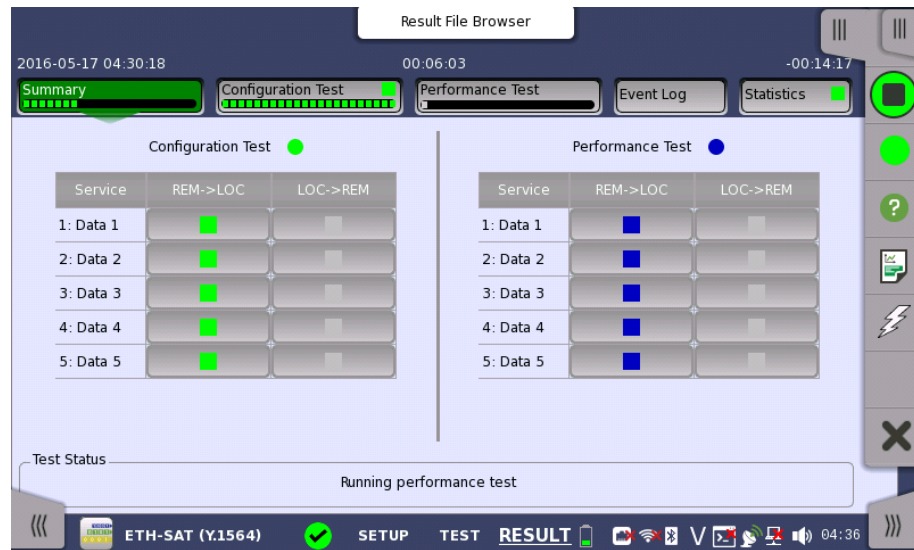 Result File Browser
2016-05-17 04:30:18 00:06:03 -00:14:17
Summary Configuration Test Performance Test Event Log Statistics
Configuration Test Performance Test
Service REM->LOC LOC->REM Service REM->LOC LOC->REM
1: Data 1 1: Data 1
2: Data 2 2: Data 2
3: Data 3 3: Data 3
4: Data 4 4: Data 4
5: Data 5 5: Data 5
Test Status
Running performance test
ETH-SAT (Y.1564) SETUP TEST RESULT V 04:36